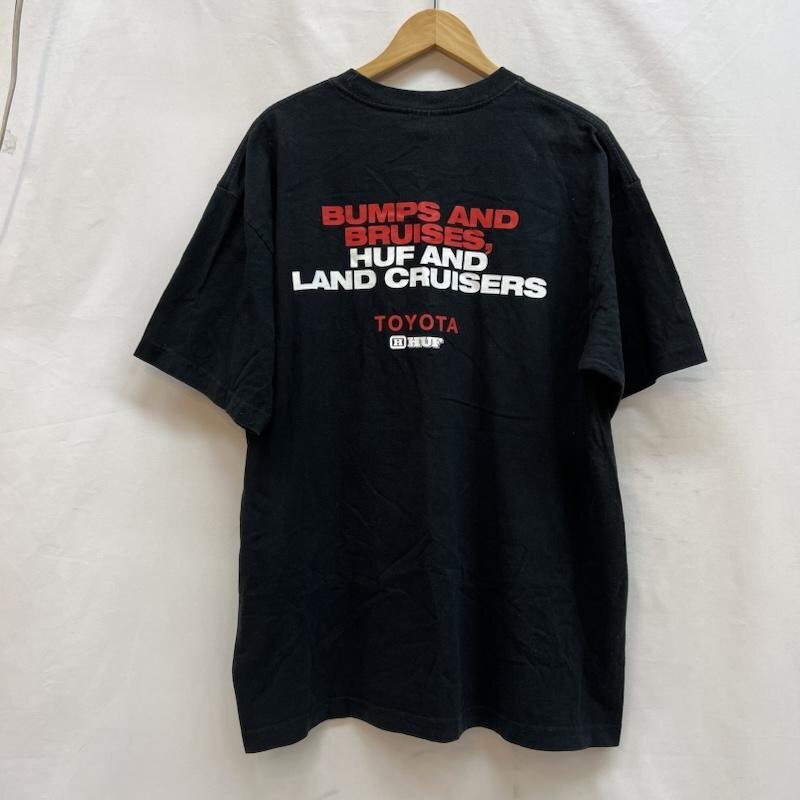 BUMPS AND
BRUISES,
HUF AND
LAND CRUISERS
TOYOTA
H HUF